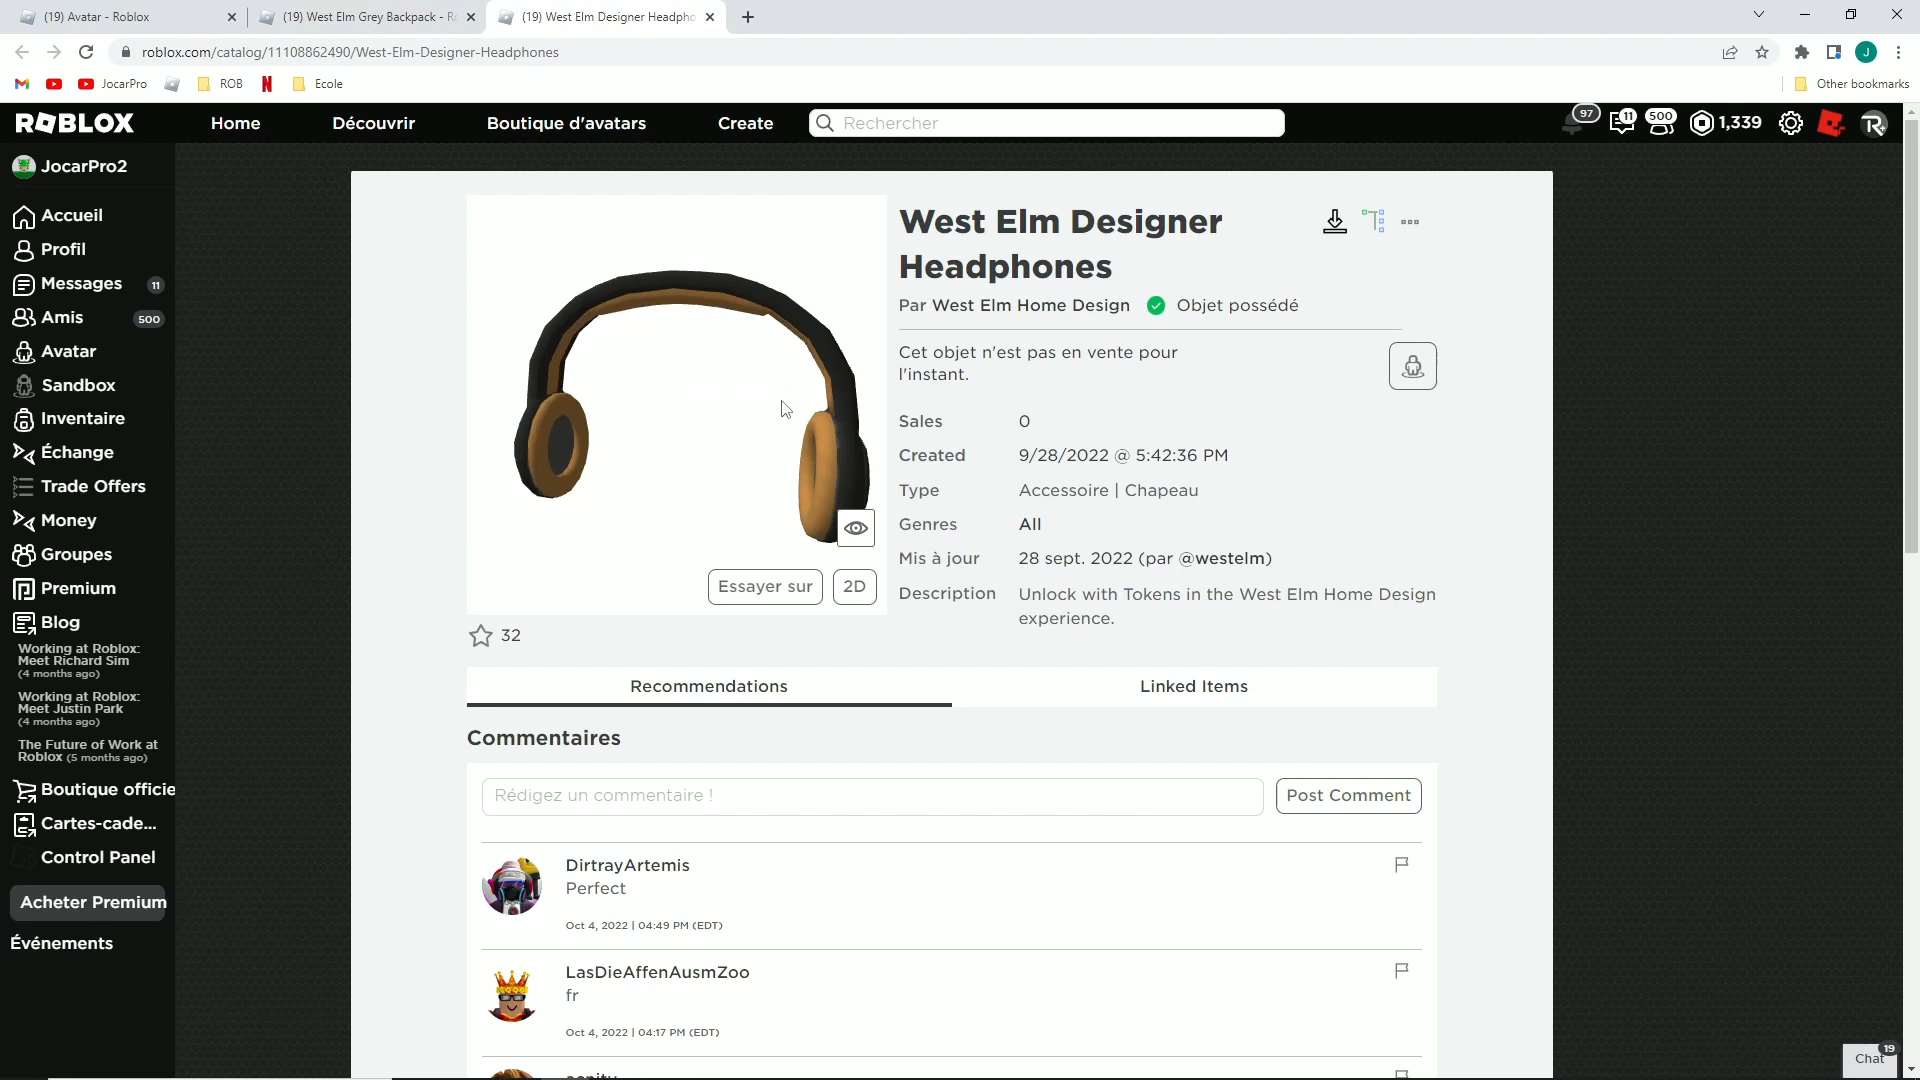 (19) Avatar - Roblox
(19) West Elm Grey Backpack - Ro
(19) West Elm Designer Headpho
roblox.com/catalog/11108862490/West-Elm-Designer-Headphones
J
JocarPro
ROB
Ecole
Other bookmarks
ROBLOX
Home
Découvrir
Boutique d'avatars
Create
Rechercher
97
11
500
1,339
JocarPro2
Accueil
Profil
Messages
11
Amis
500
Avatar
Sandbox
Inventaire
Échange
Trade Offers
Money
Groupes
Premium
Blog
Working at Roblox:
Meet Richard Sim
(4 months ago)
Working at Roblox:
Meet Justin Park
(4 months ago)
The Future of Work at
Roblox (5 months ago)
Boutique officie
Cartes-cade...
Control Panel
Acheter Premium
Événements
West Elm Designer
Headphones
Par West Elm Home Design Objet possédé
Cet objet n'est pas en vente pour
l'instant.
Sales 0
Created 9/28/2022 @ 5:42:36 PM
Type Accessoire | Chapeau
Genres All
Mis à jour 28 sept. 2022 (par @westelm)
Description Unlock with Tokens in the West Elm Home Design
experience.
Essayer sur
2D
32
Recommendations
Linked Items
Commentaires
Rédigez un commentaire !
Post Comment
DirtrayArtemis
Perfect
Oct 4, 2022 | 04:49 PM (EDT)
LasDieAffenAusmZoo
fr
Oct 4, 2022 | 04:17 PM (EDT)
Chat
19